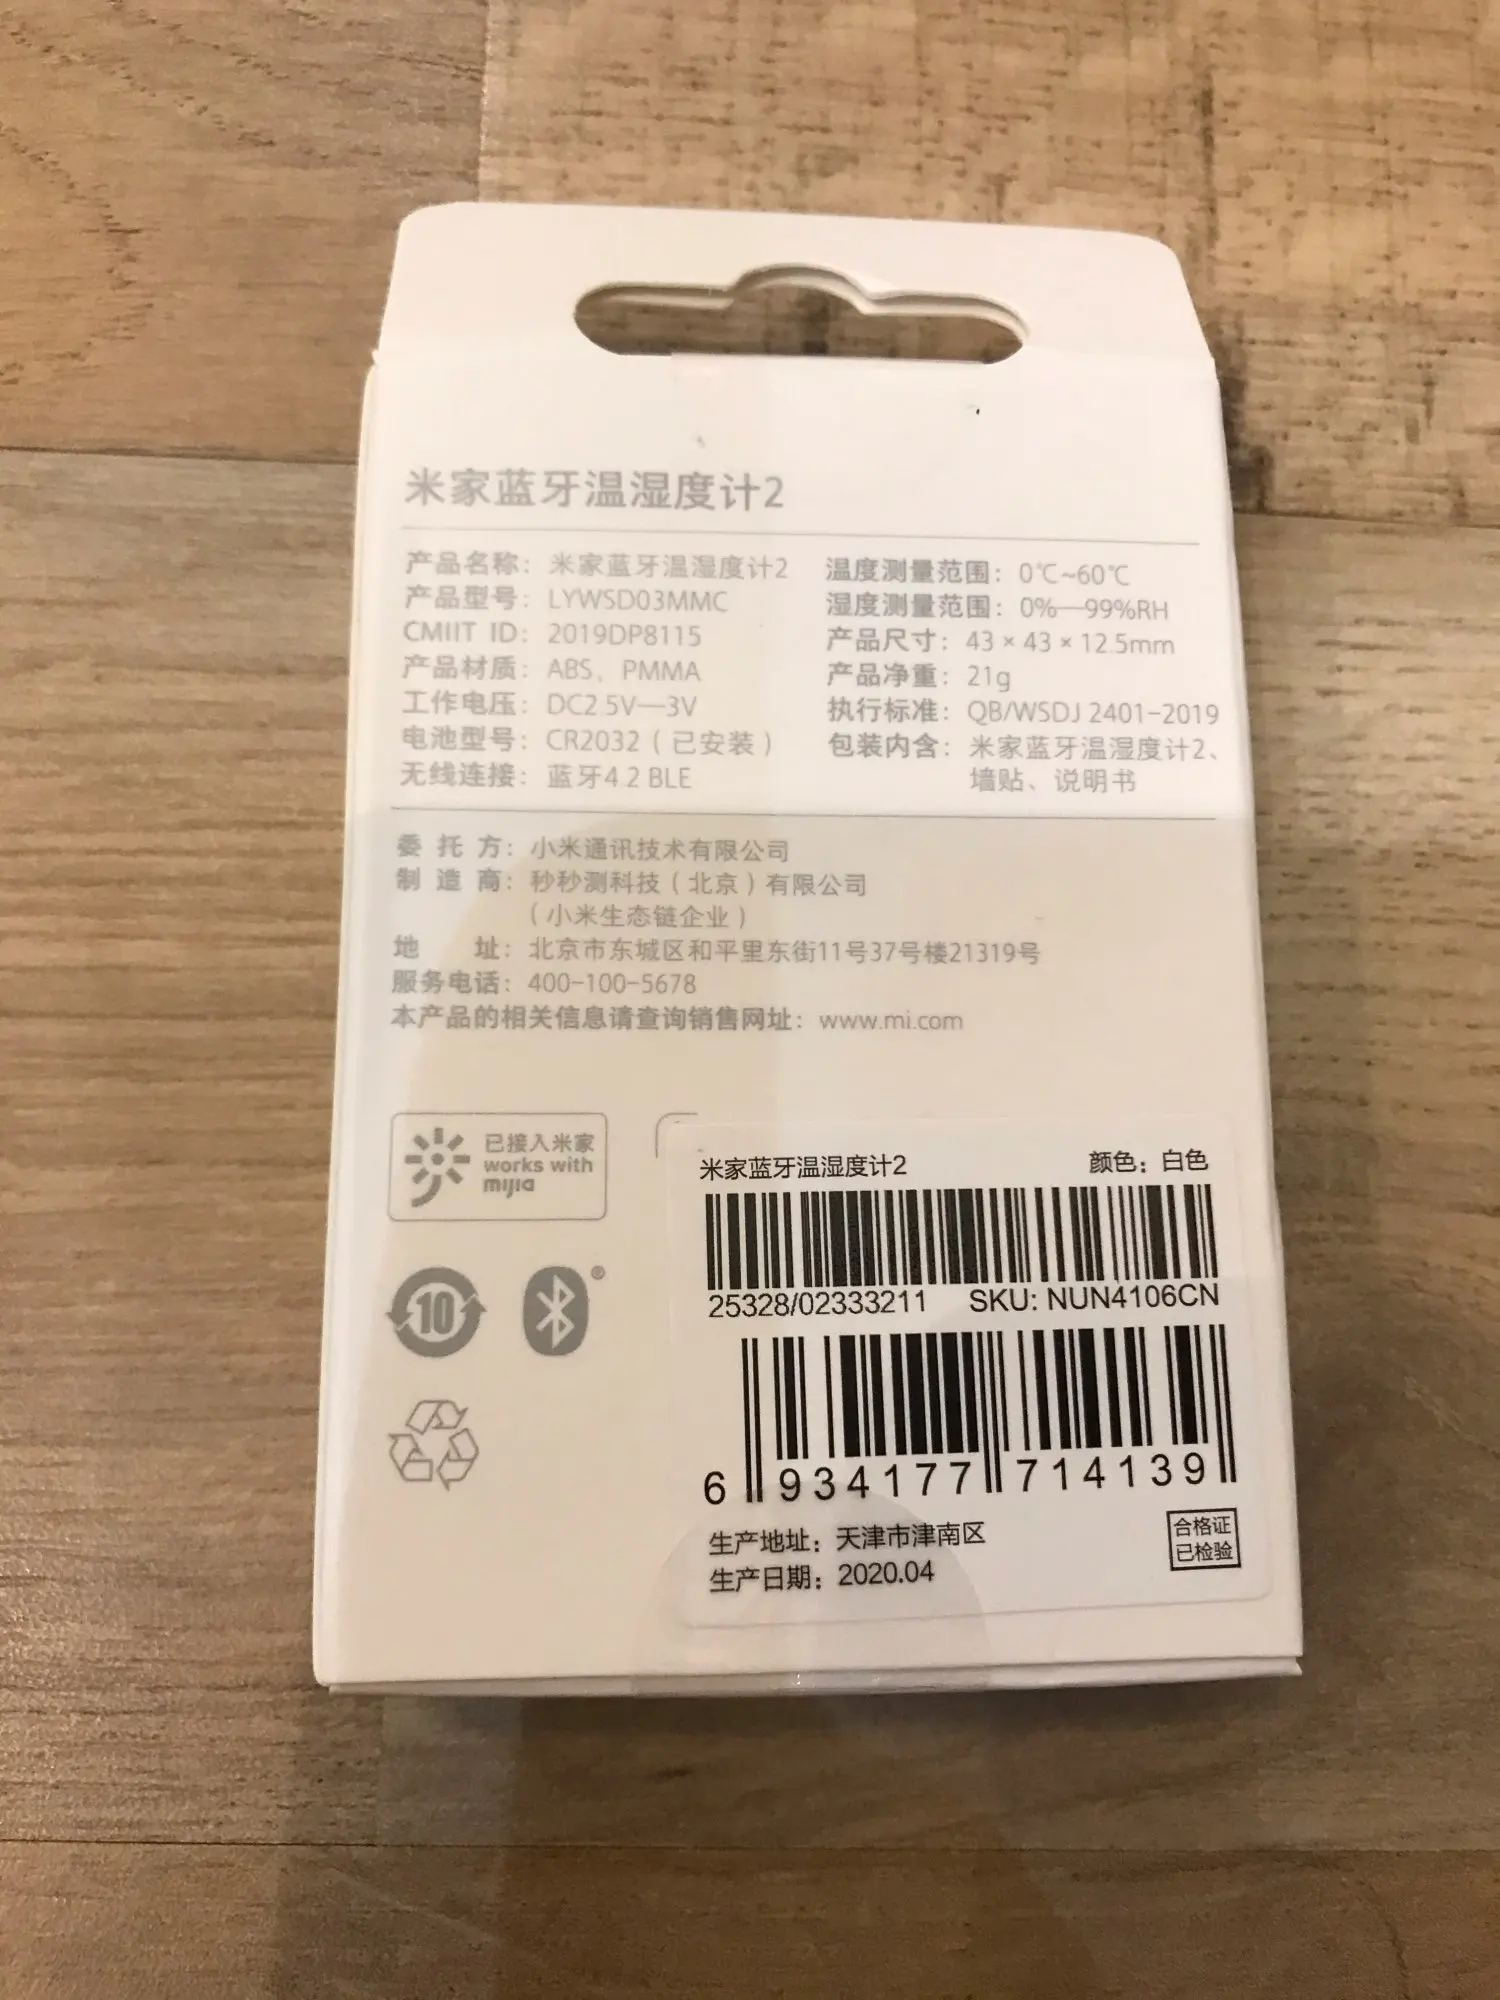 米家蓝牙温湿度计2
产品名称：米家蓝牙温湿度计2
产品型号：LYWSD03MMC
CMIIT ID：2019DP8115
产品材质：ABS、PMMA
工作电压：DC2.5V—3V
电池型号：CR2032（已安装）
无线连接：蓝牙4.2 BLE
温度测量范围：0℃~60℃
湿度测量范围：0%—99%RH
产品尺寸：43 × 43 × 12.5mm
产品净重：21g
执行标准：QB/WSDJ 2401-2019
包装内含：米家蓝牙温湿度计2、
墙贴、说明书
委托方：小米通讯技术有限公司
制造商：秒秒测科技（北京）有限公司
（小米生态链企业）
地址：北京市东城区和平里东街11号37号楼21319号
服务电话：400-100-5678
本产品的相关信息请查询销售网址：www.mi.com
已接入米家
works with
mijia
10
®
米家蓝牙温湿度计2 颜色：白色
25328/02333211 SKU: NUN4106CN
6 934177 714139
生产地址：天津市津南区
生产日期：2020.04
合格证
已检验